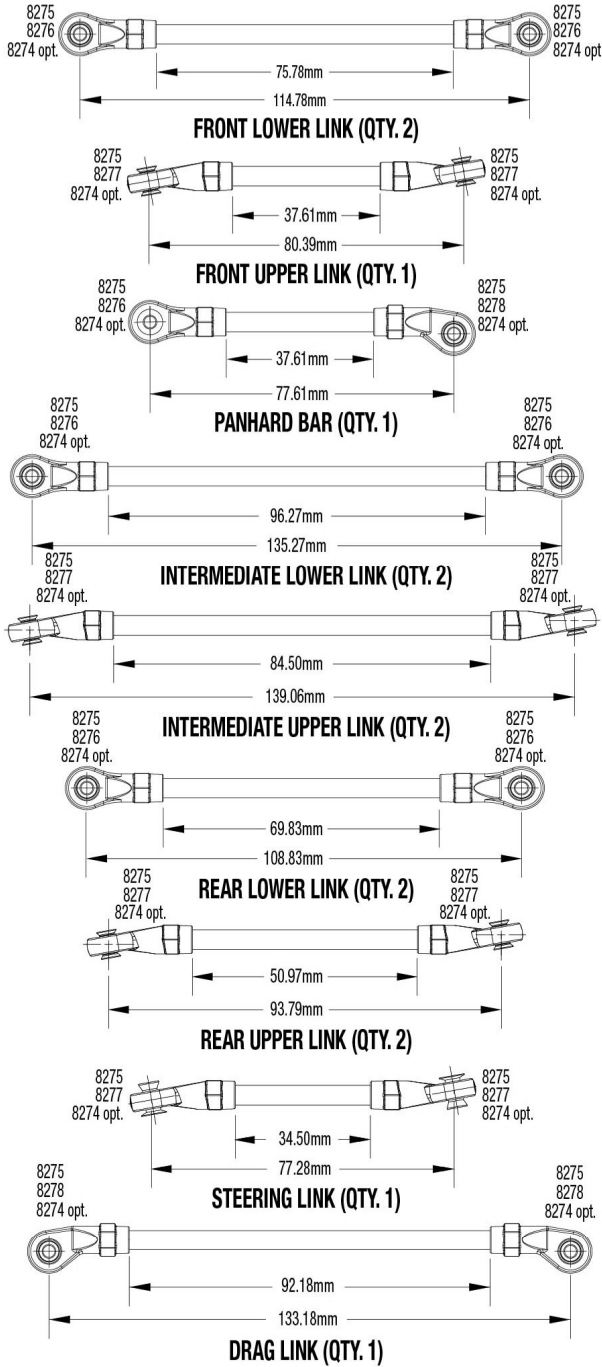 8275
8276
8274 opt.
8275
8276
8274 opt.
75.78mm
114.78mm
FRONT LOWER LINK (QTY. 2)
8275
8277
8274 opt.
8275
8277
8274 opt.
37.61mm
80.39mm
FRONT UPPER LINK (QTY. 1)
8275
8276
8274 opt.
8275
8278
8274 opt.
37.61mm
77.61mm
PANHARD BAR (QTY. 1)
8275
8276
8274 opt.
8275
8276
8274 opt.
96.27mm
135.27mm
INTERMEDIATE LOWER LINK (QTY. 2)
8275
8277
8274 opt.
8275
8277
8274 opt.
84.50mm
139.06mm
INTERMEDIATE UPPER LINK (QTY. 2)
8275
8276
8274 opt.
8275
8276
8274 opt.
69.83mm
108.83mm
REAR LOWER LINK (QTY. 2)
8275
8277
8274 opt.
8275
8277
8274 opt.
50.97mm
93.79mm
REAR UPPER LINK (QTY. 2)
8275
8277
8274 opt.
8275
8277
8274 opt.
34.50mm
77.28mm
STEERING LINK (QTY. 1)
8275
8278
8274 opt.
8275
8278
8274 opt.
92.18mm
133.18mm
DRAG LINK (QTY. 1)